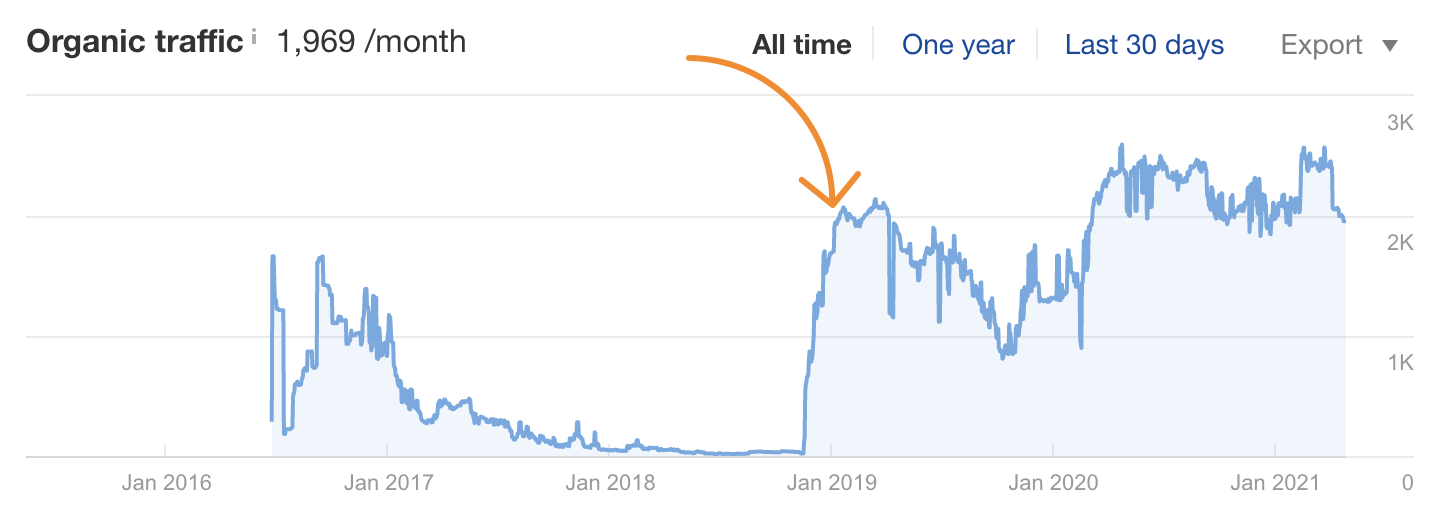 Organic traffic i 1,969 /month All time One year Last 30 days Export
3K
2K
1K
Jan 2016 Jan 2017 Jan 2018 Jan 2019 Jan 2020 Jan 2021 0